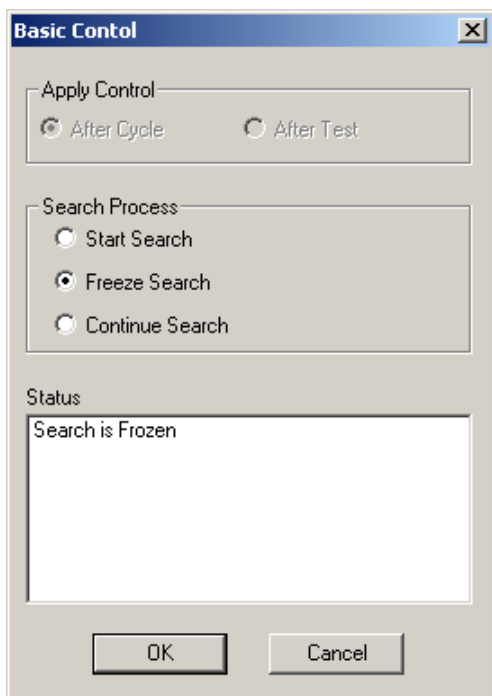 Basic Contol
Apply Control
After Cycle After Test
Search Process
Start Search
Freeze Search
Continue Search
Status
Search is Frozen
OK Cancel